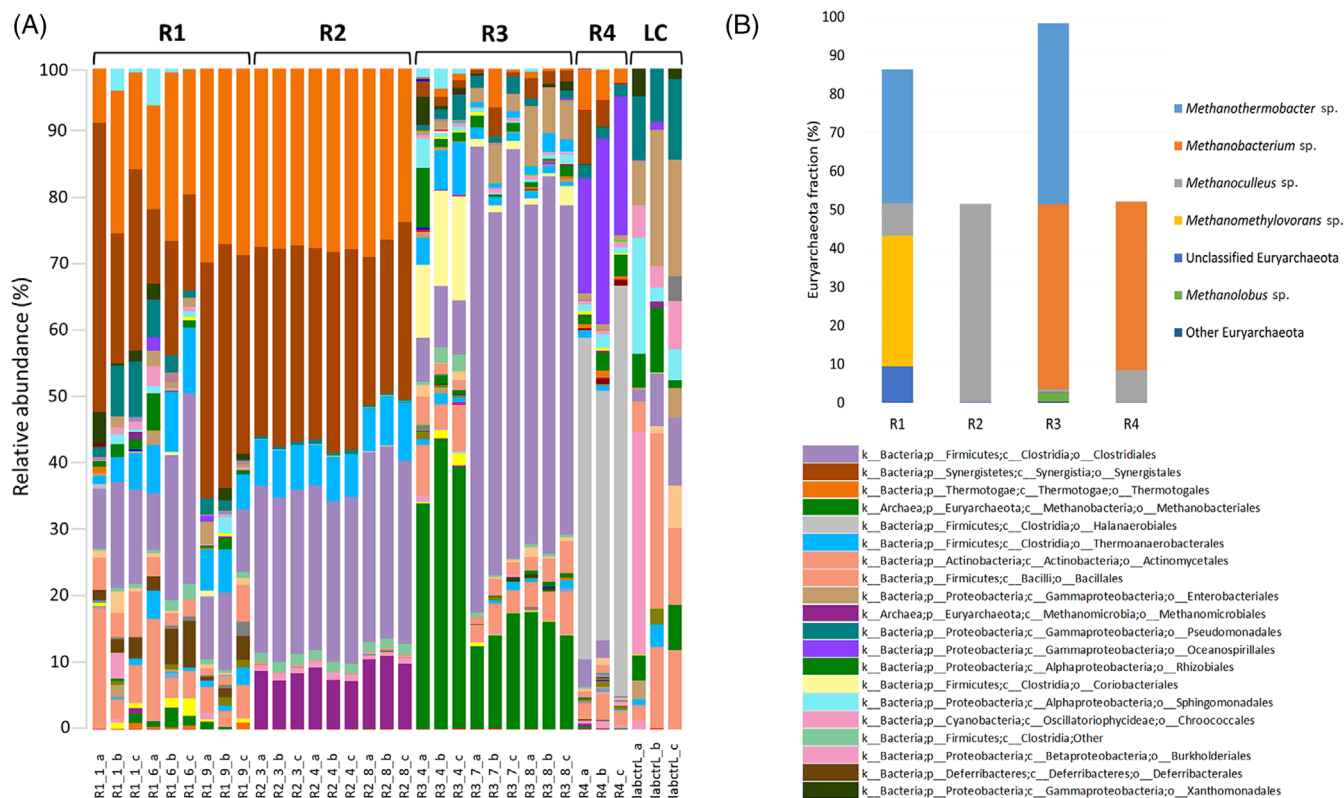 (A)
R1
R2
R3
R4
LC
Relative abundance (%)
100
90
80
70
60
50
40
30
20
10
0
R1_1_a
R1_1_b
R1_1_c
R1_6_a
R1_6_b
R1_6_c
R1_9_a
R1_9_b
R1_9_c
R2_3_a
R2_3_b
R2_3_c
R2_4_a
R2_4_b
R2_4_c
R2_8_a
R2_8_b
R2_8_c
R3_4_a
R3_4_b
R3_4_c
R3_7_a
R3_7_b
R3_7_c
R3_8_a
R3_8_b
R3_8_c
R4_a
R4_b
R4_c
labctrl_a
labctrl_b
labctrl_c
(B)
Euryarchaeota fraction (%)
100
90
80
70
60
50
40
30
20
10
0
R1
R2
R3
R4
Methanothermobacter sp.
Methanobacterium sp.
Methanoculleus sp.
Methanomethylovorans sp.
Unclassified Euryarchaeota
Methanolobus sp.
Other Euryarchaeota
k__Bacteria;p__Firmicutes;c__Clostridia;o__Clostridiales
k__Bacteria;p__Synergistetes;c__Synergistia;o__Synergistales
k__Bacteria;p__Thermotogae;c__Thermotogae;o__Thermotogales
k__Archaea;p__Euryarchaeota;c__Methanobacteria;o__Methanobacteriales
k__Bacteria;p__Firmicutes;c__Clostridia;o__Halanaerobiales
k__Bacteria;p__Firmicutes;c__Clostridia;o__Thermoanaerobacterales
k__Bacteria;p__Actinobacteria;c__Actinobacteria;o__Actinomycetales
k__Bacteria;p__Firmicutes;c__Bacilli;o__Bacillales
k__Bacteria;p__Proteobacteria;c__Gammaproteobacteria;o__Enterobacteriales
k__Archaea;p__Euryarchaeota;c__Methanomicrobia;o__Methanomicrobiales
k__Bacteria;p__Proteobacteria;c__Gammaproteobacteria;o__Pseudomonadales
k__Bacteria;p__Proteobacteria;c__Gammaproteobacteria;o__Oceanospirillales
k__Bacteria;p__Proteobacteria;c__Alphaproteobacteria;o__Rhizobiales
k__Bacteria;p__Firmicutes;c__Clostridia;o__Coriobacteriales
k__Bacteria;p__Proteobacteria;c__Alphaproteobacteria;o__Sphingomonadales
k__Bacteria;p__Cyanobacteria;c__Oscillatoriophycideae;o__Chroococcales
k__Bacteria;p__Firmicutes;c__Clostridia;Other
k__Bacteria;p__Proteobacteria;c__Betaproteobacteria;o__Burkholderiales
k__Bacteria;p__Deferribacteres;c__Deferribacteres;o__Deferribacterales
k__Bacteria;p__Proteobacteria;c__Gammaproteobacteria;o__Xanthomonadales